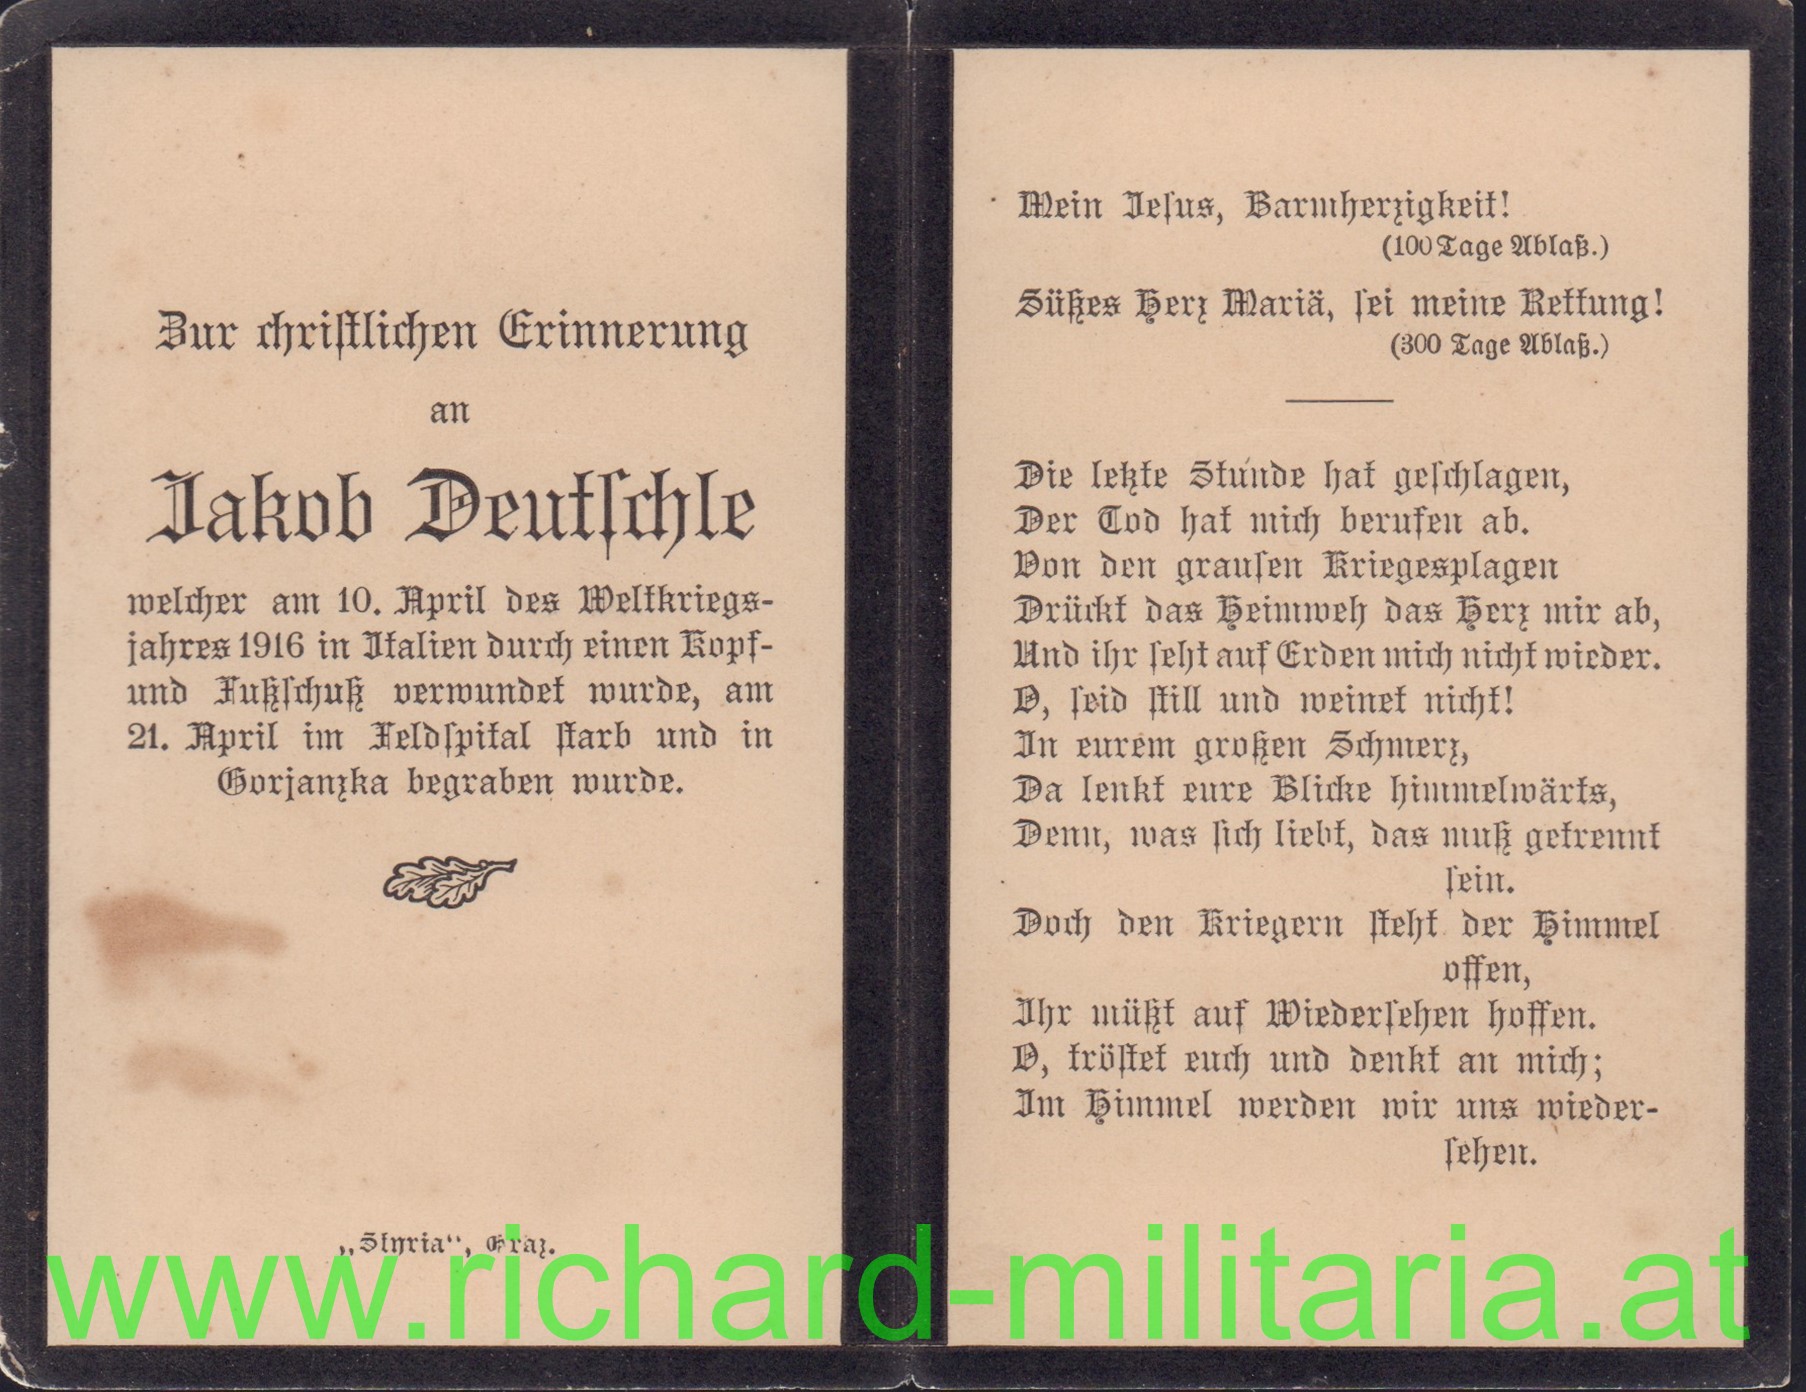 Zur christlichen Erinnerung
an
Jakob Deutschle
welcher am 10. April des Weltkriegs-
jahres 1916 in Italien durch einen Kopf-
und Fußschuß verwundet wurde, am
21. April im Feldspital starb und in
Gorjanzka begraben wurde.
„Styria“, Graz.
Mein Jesus, Barmherzigkeit!
(100 Tage Ablaß.)
Süßes Herz Mariä, sei meine Rettung!
(300 Tage Ablaß.)
Die letzte Stunde hat geschlagen,
Der Tod hat mich berufen ab.
Von den grausen Kriegesplagen
Drückt das Heimweh das Herz mir ab,
Und ihr seht auf Erden mich nicht wieder.
O, seid still und weinet nicht!
In eurem großen Schmerz,
Da lenkt eure Blicke himmelwärts,
Denn, was sich liebt, das muß getrennt
sein.
Doch den Kriegern steht der Himmel
offen,
Ihr müßt auf Wiedersehen hoffen.
O, tröstet euch und denkt an mich;
Im Himmel werden wir uns wieder-
sehen.
www.richard-militaria.at